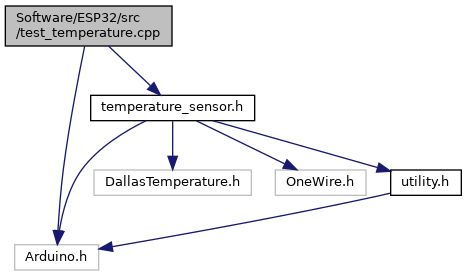 Software/ESP32/src
/test_temperature.cpp
temperature_sensor.h
DallasTemperature.h
OneWire.h
utility.h
Arduino.h